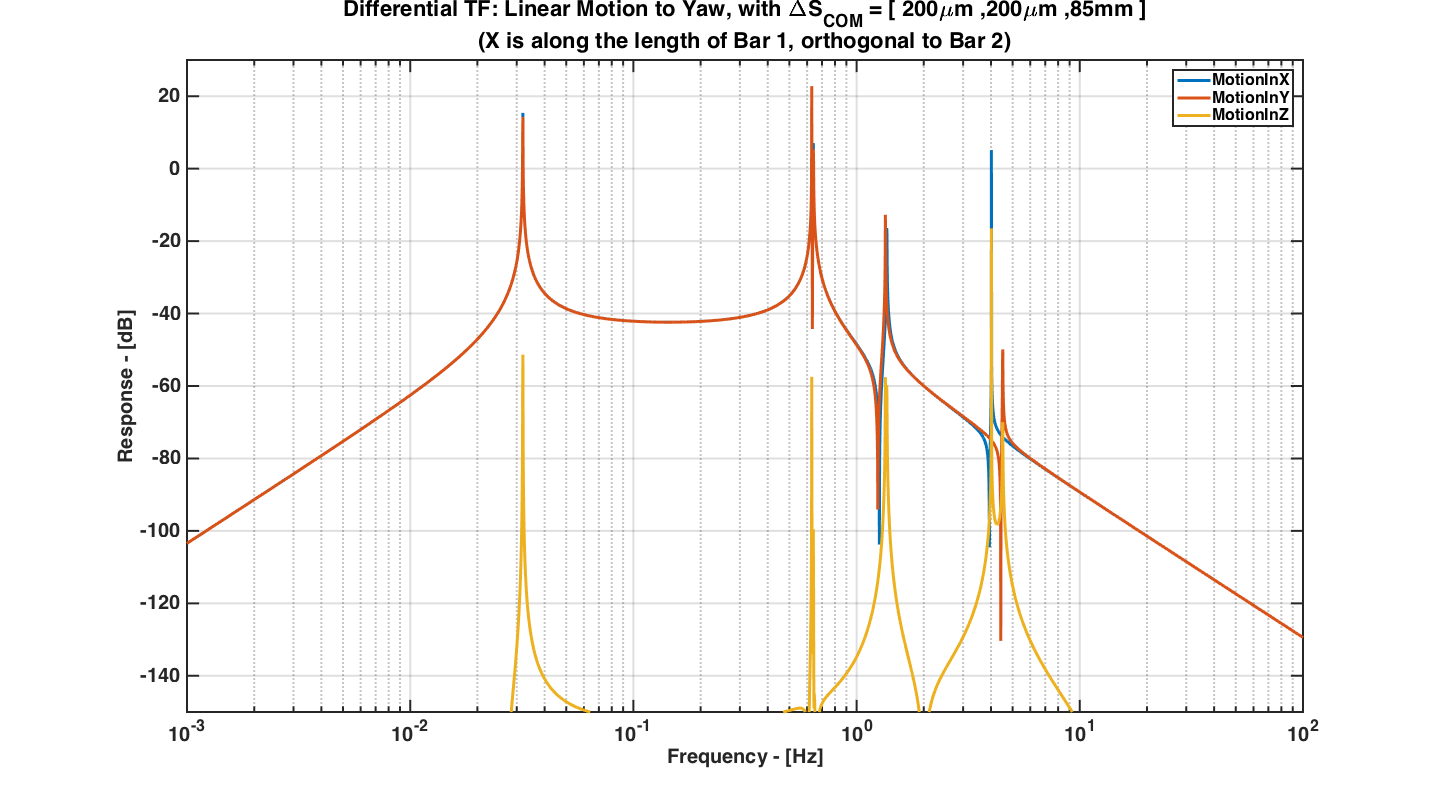 Differential TF: Linear Motion to Yaw, with ΔS_COM = [ 200μm ,200μm ,85mm ]
(X is along the length of Bar 1, orthogonal to Bar 2)
MotionInX
MotionInY
MotionInZ
20
0
-20
-40
-60
-80
-100
-120
-140
Response - [dB]
10^-3 10^-2 10^-1 10^0 10^1 10^2
Frequency - [Hz]